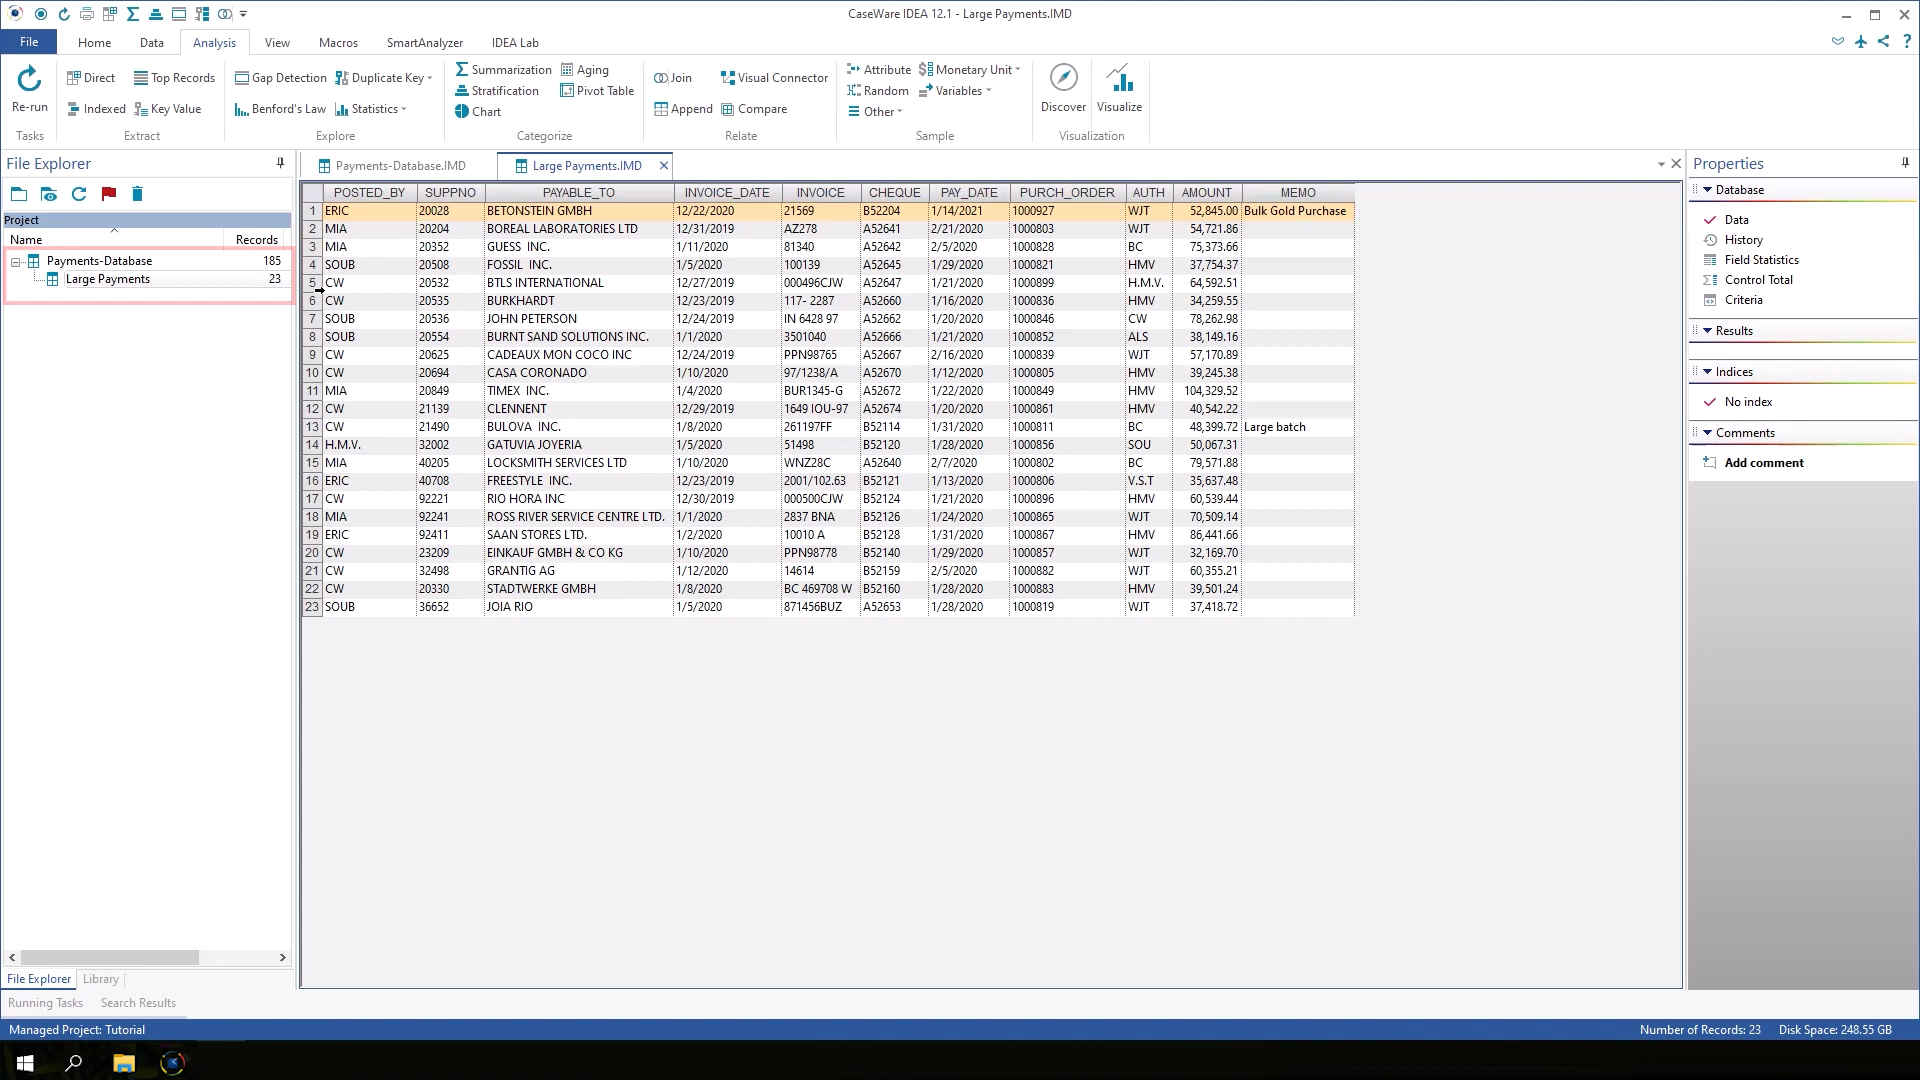 CaseWare IDEA 12.1 - Large Payments.IMD
File Home Data Analysis View Macros SmartAnalyzer IDEA Lab
Re-run
Tasks
Direct Top Records
Indexed Key Value
Extract
Gap Detection Duplicate Key
Benford's Law Statistics
Explore
Summarization Aging
Stratification Pivot Table
Chart
Categorize
Join Visual Connector
Append Compare
Relate
Attribute Monetary Unit
Random Variables
Other
Sample
Discover Visualize
Visualization
File Explorer
Project
Name Records
Payments-Database 185
Large Payments 23
File Explorer Library
Running Tasks Search Results
Payments-Database.IMD Large Payments.IMD
POSTED_BY SUPPNO PAYABLE_TO INVOICE_DATE INVOICE CHEQUE PAY_DATE PURCH_ORDER AUTH AMOUNT MEMO
1 ERIC 20028 BETONSTEIN GMBH 12/22/2020 21569 B52204 1/14/2021 1000927 WJT 52,845.00 Bulk Gold Purchase
2 MIA 20204 BOREAL LABORATORIES LTD 12/31/2019 AZ278 A52641 2/21/2020 1000803 WJT 54,721.86
3 MIA 20352 GUESS INC. 1/11/2020 81340 A52642 2/5/2020 1000828 BC 75,373.66
4 SOUB 20508 FOSSIL INC. 1/5/2020 100139 A52645 1/29/2020 1000821 HMV 37,754.37
5 CW 20532 BTLS INTERNATIONAL 12/27/2019 000496CJW A52647 1/21/2020 1000899 H.M.V. 64,592.51
6 CW 20535 BURKHARDT 12/23/2019 117- 2287 A52660 1/16/2020 1000836 HMV 34,259.55
7 SOUB 20536 JOHN PETERSON 12/24/2019 IN 6428 97 A52662 1/20/2020 1000846 CW 78,262.98
8 SOUB 20554 BURNT SAND SOLUTIONS INC. 1/1/2020 3501040 A52666 1/21/2020 1000852 ALS 38,149.16
9 CW 20625 CADEAUX MON COCO INC 12/24/2019 PPN98765 A52667 2/16/2020 1000839 WJT 57,170.89
10 CW 20694 CASA CORONADO 1/10/2020 97/1238/A A52670 1/12/2020 1000805 HMV 39,245.38
11 MIA 20849 TIMEX INC. 1/4/2020 BUR1345-G A52672 1/22/2020 1000849 HMV 104,329.52
12 CW 21139 CLENNENT 12/29/2019 1649 IOU-97 A52674 1/20/2020 1000861 HMV 40,542.22
13 CW 21490 BULOVA INC. 1/8/2020 261197FF B52114 1/31/2020 1000811 BC 48,399.72 Large batch
14 H.M.V. 32002 GATUVIA JOYERIA 1/5/2020 51498 B52120 1/28/2020 1000856 SOU 50,067.31
15 MIA 40205 LOCKSMITH SERVICES LTD 1/10/2020 WNZ28C A52640 2/7/2020 1000802 BC 79,571.88
16 ERIC 40708 FREESTYLE INC. 12/23/2019 2001/102.63 B52121 1/13/2020 1000806 V.S.T 35,637.48
17 CW 92221 RIO HORA INC 12/30/2019 000500CJW B52124 1/21/2020 1000896 HMV 60,539.44
18 MIA 92241 ROSS RIVER SERVICE CENTRE LTD. 1/1/2020 2837 BNA B52126 1/24/2020 1000865 WJT 70,509.14
19 ERIC 92411 SAAN STORES LTD. 1/2/2020 10010 A B52128 1/31/2020 1000867 HMV 86,441.66
20 CW 23209 EINKAUF GMBH & CO KG 1/10/2020 PPN98778 B52140 1/29/2020 1000857 WJT 32,169.70
21 CW 32498 GRANTIG AG 1/12/2020 14614 B52159 2/5/2020 1000882 WJT 60,355.21
22 CW 20330 STADTWERKE GMBH 1/8/2020 BC 469708 W B52160 1/28/2020 1000883 HMV 39,501.24
23 SOUB 36652 JOIA RIO 1/5/2020 871456BUZ A52653 1/28/2020 1000819 WJT 37,418.72
Properties
Database
Data
History
Field Statistics
Control Total
Criteria
Results
Indices
No index
Comments
Add comment
Managed Project: Tutorial Number of Records: 23 Disk Space: 248.55 GB